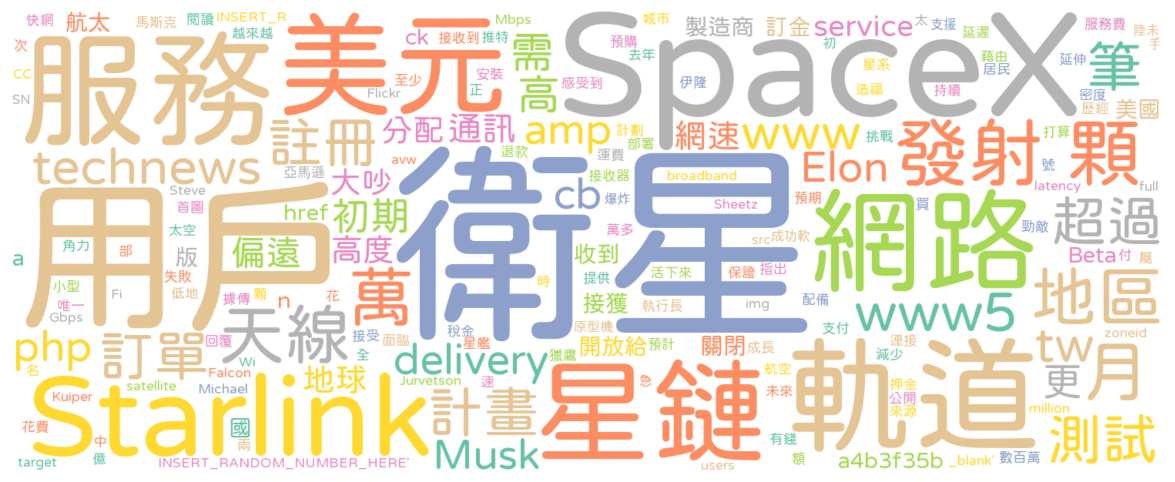 快網 航太 馬斯克 閱讀 INSERT_R
越來越
次
CC
SN
服務
美元
ck 接收到 推特 Mbps
至少
Flickr
安裝
正
需
高
感受到
預購
去年
SpaceX
製造商 訂金 service 太 支援 服務費
初
延遲
城市
伊隆
星系
造福
藉由
居民
持續
延伸
密度
歷經
陸未
手
筆
美國
technews
註冊
分配 通訊 amp 計劃
部署
退款
運費
網速 www 挑戰
發射 顆
打算
號
亞馬遜
avw
接收器
爆炸
broadband
Elon
預期
latency full
Steve
首圖
大吵
href 初期
cb
Sheetz
萬多
買
勁敵
超過
用戶
衛星
網路
太空
版
偏遠
高度
收到
src 成功軟
Beta 付
屬
a
角力
部
失敗
小型
唯一
Gbps
Fi
低地
據傳
顆
n
花
萬
時
提供
接獲
活下來
執行長
保證 指出
img
配備
www5
地區
zoneid
php
名
訂單
回覆
天線
Wi
接受
全
稅金
面臨
星艦
原型機
獵鷹
開放給 預計
關閉 成長
支付
連接
減少
tw 月
更
delivery
Kuiper
satellite
Falcon
Michael
地球
Jurvetson
速
急
航空
未來
押金
公開
來源
million
Starlink
計畫
星鏈
軌道
測試
花費
中
億
國
兩
Musk
有錢
額
target
INSERT_RANDOM_NUMBER_HERE'
users
a4b3f35b _blank' 數百萬